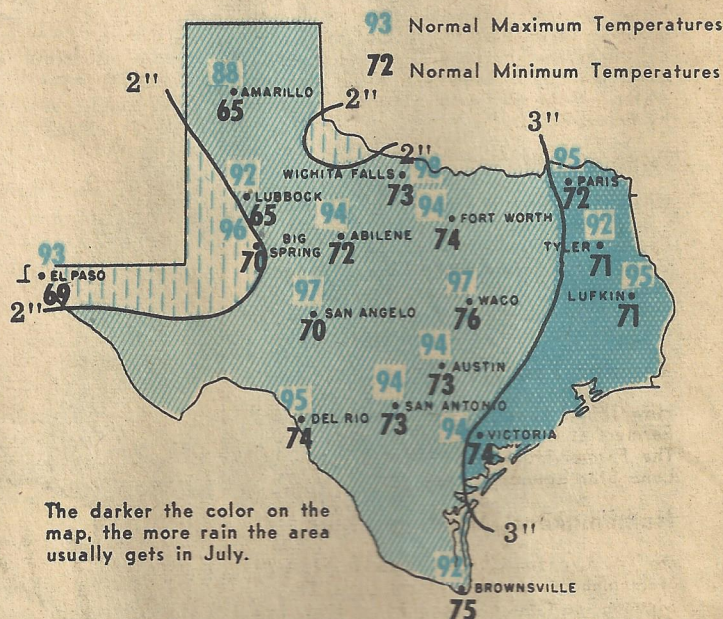 93 Normal Maximum Temperatures
72 Normal Minimum Temperatures
2"
88
AMARILLO
65
2"
3"
2"
95
PARIS
72
WICHITA FALLS
98
73
92
LUBBOCK
65
94
ABILENE
72
94
FORT WORTH
74
92
TYLER
71
96
BIG
SPRING
70
93
EL PASO
69
2"
97
SAN ANGELO
70
97
WACO
76
95
LUFKIN
71
94
AUSTIN
73
95
DEL RIO
74
94
SAN ANTONIO
73
94
VICTORIA
74
3"
The darker the color on the
map, the more rain the area
usually gets in July.
92
BROWNSVILLE
75